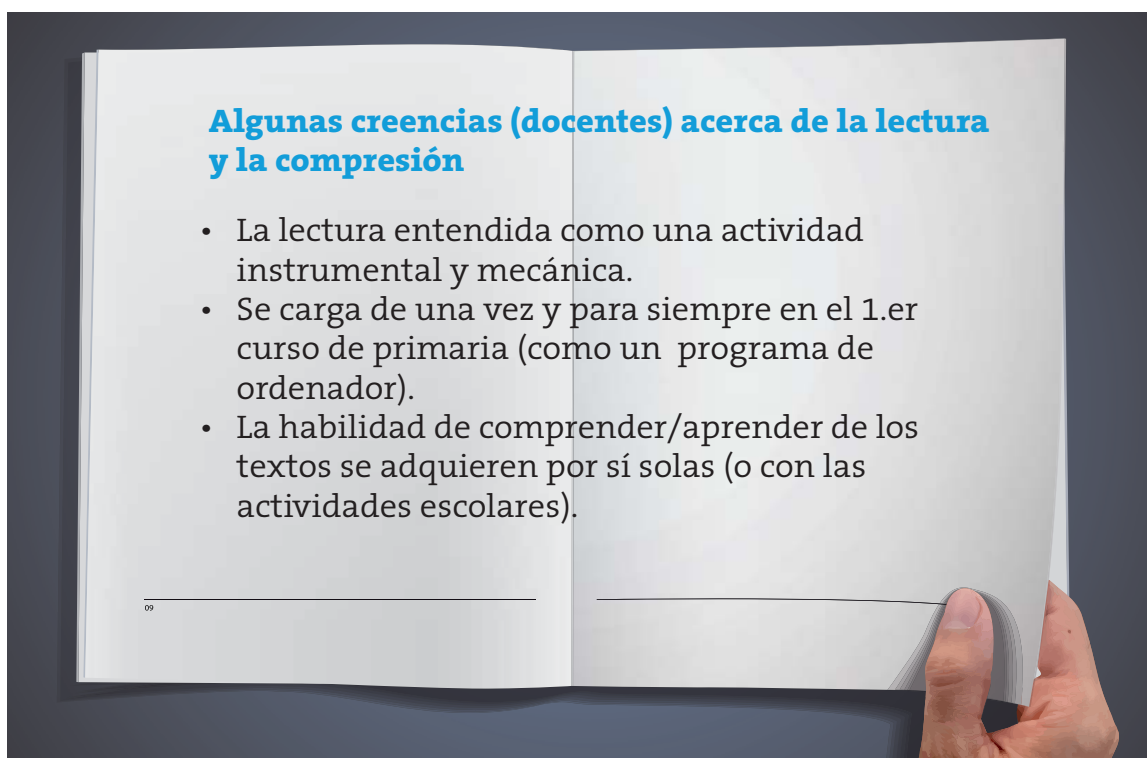 Algunas creencias (docentes) acerca de la lectura
y la compresión
• La lectura entendida como una actividad
instrumental y mecánica.
• Se carga de una vez y para siempre en el 1.er
curso de primaria (como un programa de
ordenador).
• La habilidad de comprender/aprender de los
textos se adquieren por sí solas (o con las
actividades escolares).
09